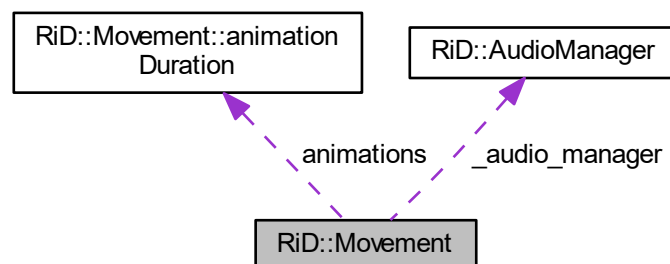 RiD::Movement::animation
Duration
RiD::AudioManager
animations
_audio_manager
RiD::Movement